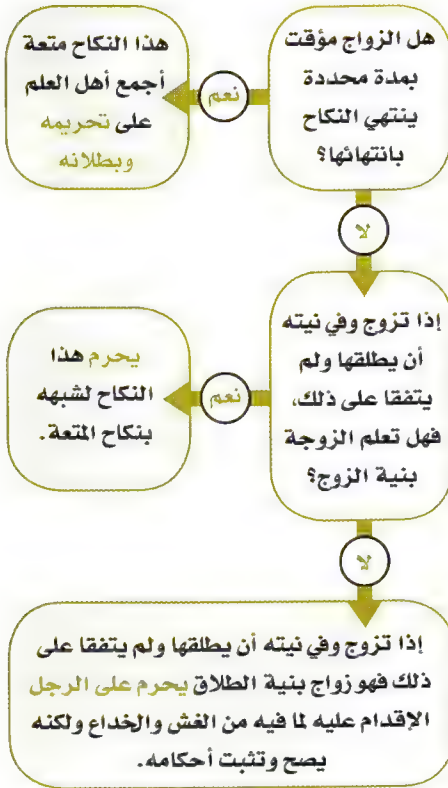 هل الزواج مؤقت
بمدة محددة
ينتهي النكاح
بانتهائها؟
نعم
هذا النكاح متعة
أجمع أهل العلم
على تحريمه
وبطلانه
لا
إذا تزوج وفي نيته
أن يطلقها ولم
يتفقا على ذلك،
فهل تعلم الزوجة
بنية الزوج؟
نعم
يحرم هذا
النكاح لشبهه
بنكاح المتعة.
لا
إذا تزوج وفي نيته أن يطلقها ولم يتفقا على
ذلك فهو زواج بنية الطلاق يحرم على الرجل
الإقدام عليه لما فيه من الغش والخداع ولكنه
يصح وتثبت أحكامه.